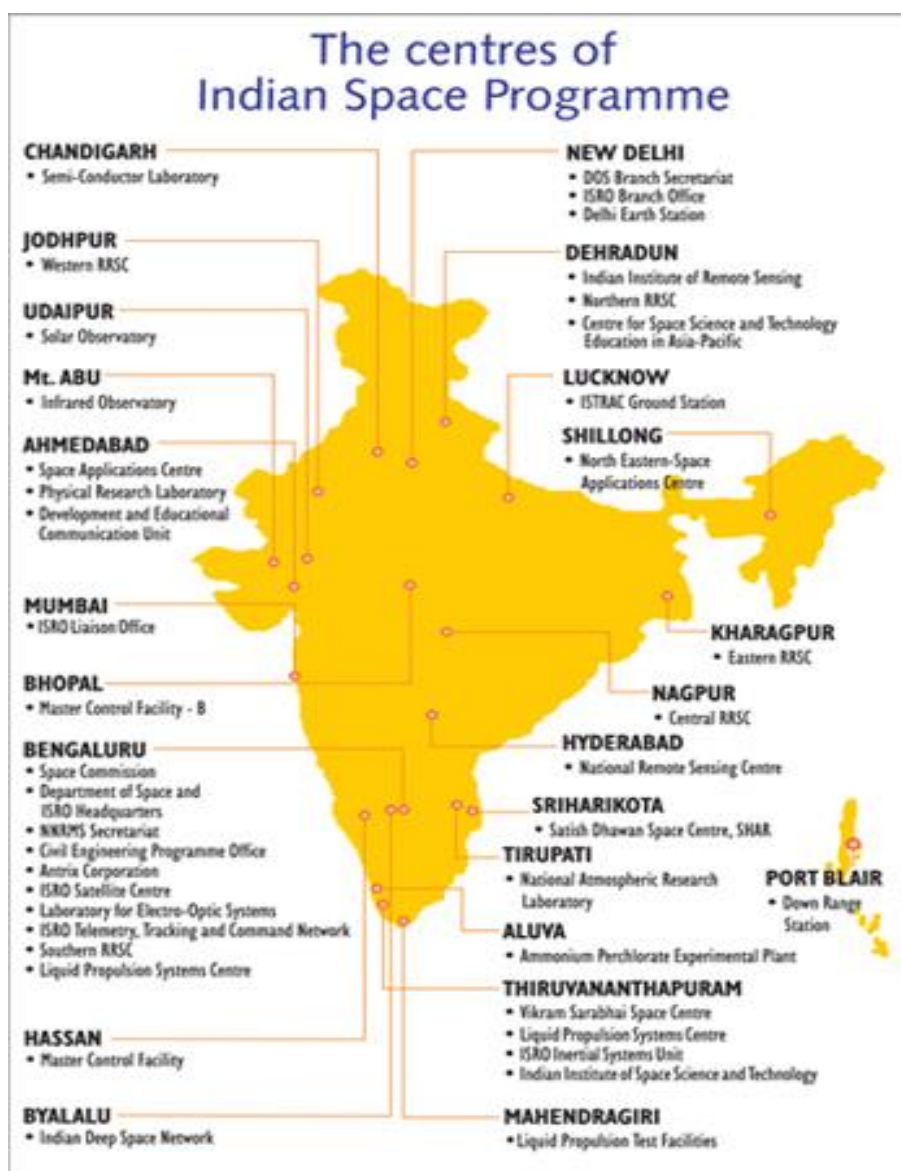 The centres of
Indian Space Programme
CHANDIGARH
• Semi-Conductor Laboratory
JODHPUR
• Western RRSC
UDAIPUR
• Solar Observatory
Mt. ABU
• Infrared Observatory
AHMEDABAD
• Space Applications Centre
• Physical Research Laboratory
• Development and Educational
Communication Unit
MUMBAI
• ISRO Liaison Office
BHOPAL
• Master Control Facility - B
BENGALURU
• Space Commission
• Department of Space and
ISRO Headquarters
• NNRMS Secretariat
• Civil Engineering Programme Office
• Antrix Corporation
• ISRO Satellite Centre
• Laboratory for Electro-Optic Systems
• ISRO Telemetry, Tracking and Command Network
• Southern RRSC
• Liquid Propulsion Systems Centre
HASSAN
• Master Control Facility
BYALALU
• Indian Deep Space Network
NEW DELHI
• DOS Branch Secretariat
• ISRO Branch Office
• Delhi Earth Station
DEHRADUN
• Indian Institute of Remote Sensing
• Northern RRSC
• Centre for Space Science and Technology
Education in Asia-Pacific
LUCKNOW
• ISTRAC Ground Station
SHILLONG
• North Eastern-Space
Applications Centre
KHARAGPUR
• Eastern RRSC
NAGPUR
• Central RRSC
HYDERABAD
• National Remote Sensing Centre
SRIHARIKOTA
• Satish Dhawan Space Centre, SHAR
TIRUPATI
• National Atmospheric Research
Laboratory
PORT BLAIR
• Down Range
Station
ALUVA
• Ammonium Perchlorate Experimental Plant
THIRUVANANTHAPURAM
• Vikram Sarabhai Space Centre
• Liquid Propulsion Systems Centre
• ISRO Inertial Systems Unit
• Indian Institute of Space Science and Technology
MAHENDRAGIRI
• Liquid Propulsion Test Facilities